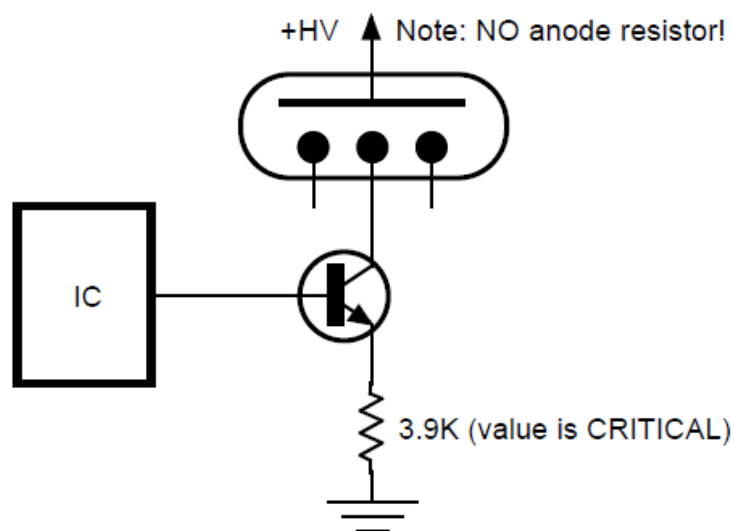 +HV Note: NO anode resistor!
IC
3.9K (value is CRITICAL)